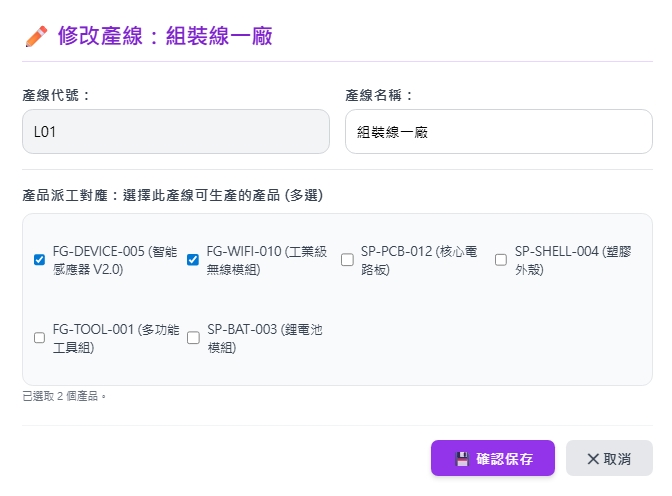 修改產線：組裝線一廠
產線代號：
產線名稱：
L01
組裝線一廠
產品派工對應：選擇此產線可生產的產品 (多選)
FG-DEVICE-005 (智能
感應器 V2.0)
FG-WIFI-010 (工業級
無線模組)
SP-PCB-012 (核心電
路板)
SP-SHELL-004 (塑膠
外殼)
FG-TOOL-001 (多功能
工具組)
SP-BAT-003 (鋰電池
模組)
已選取 2 個產品。
確認保存
取消